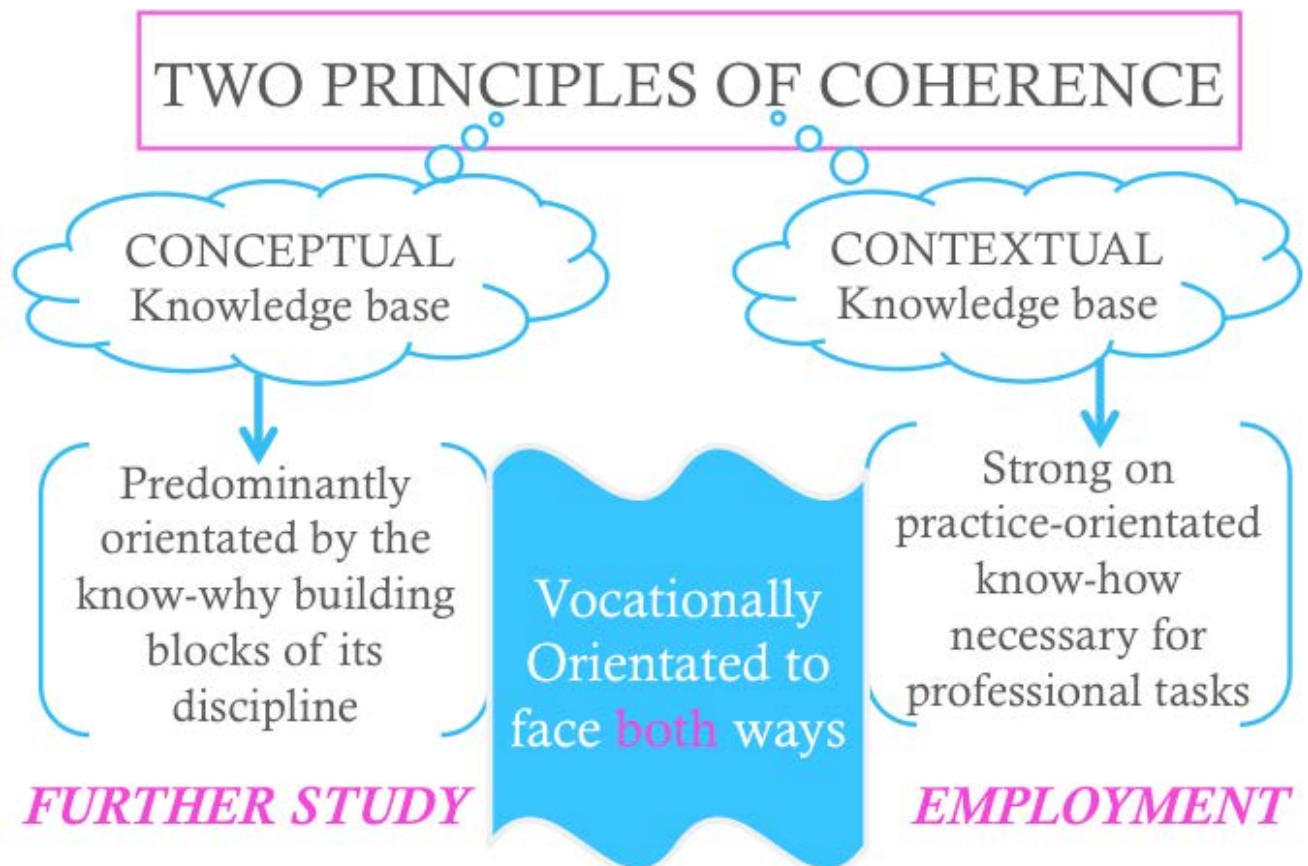 TWO PRINCIPLES OF COHERENCE
CONCEPTUAL
Knowledge base
CONTEXTUAL
Knowledge base
Predominantly
orientated by the
know-why building
blocks of its
discipline
Vocationally
Orientated to
face both ways
Strong on
practice-orientated
know-how
necessary for
professional tasks
FURTHER STUDY
EMPLOYMENT